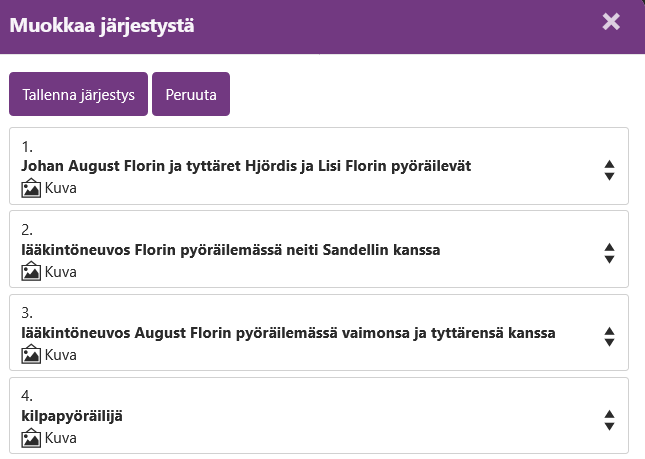 Muokkaa järjestystä
Tallenna järjestys
Peruuta
1.
Johan August Florin ja tyttäret Hjördis ja Lisi Florin pyöräilevät
Kuva
2.
lääkintöneuvos Florin pyöräilemässä neiti Sandellin kanssa
Kuva
3.
lääkintöneuvos August Florin pyöräilemässä vaimonsa ja tyttärensä kanssa
Kuva
4.
kilpapyöräilijä
Kuva